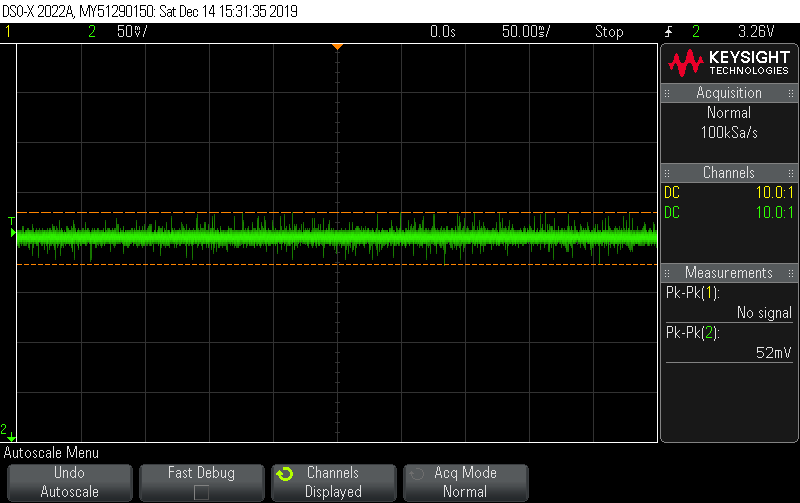 DSO-X 2022A, MY51290150: Sat Dec 14 15:31:35 2019
1 2 50mV/ 0.0s 50.00ms/ Stop 2 3.26V
KEYSIGHT
TECHNOLOGIES
Acquisition
Normal
100kSa/s
Channels
DC 10.0:1
DC 10.0:1
T
Measurements
Pk-Pk(1):
No signal
Pk-Pk(2):
52mV
2
Autoscale Menu
Undo
Autoscale
Fast Debug
Channels
Displayed
Acq Mode
Normal